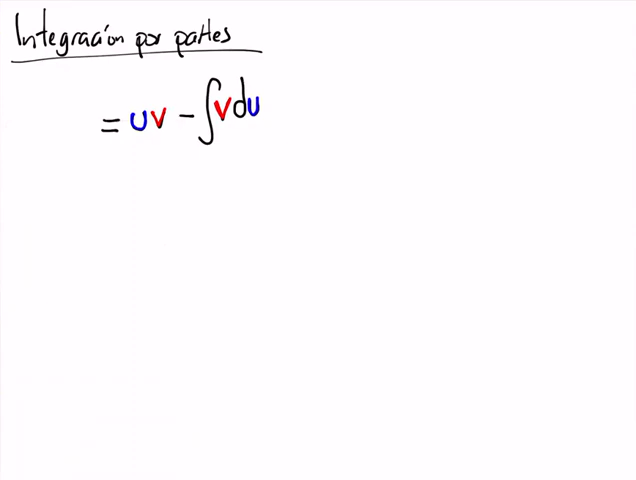 Integración por partes
= uv - ∫vdu